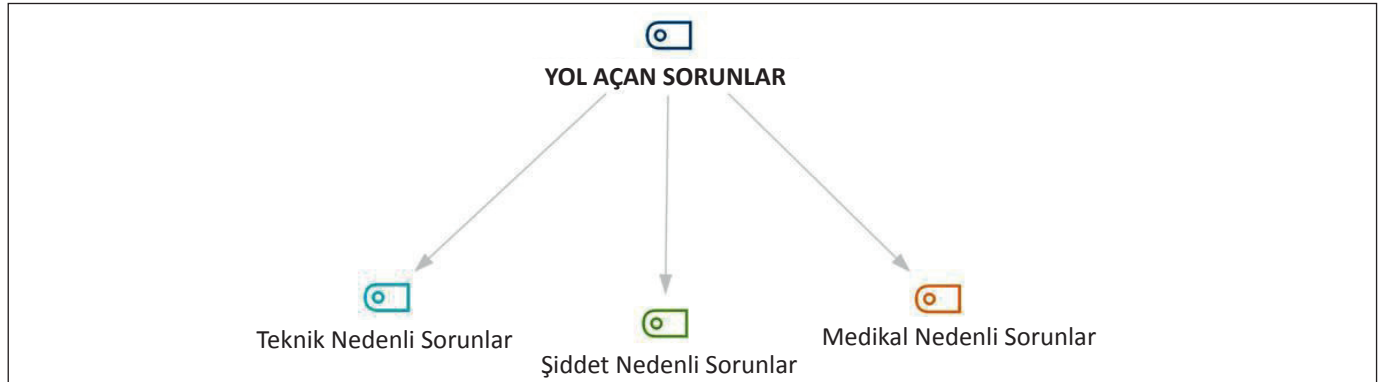 YOL AÇAN SORUNLAR
Teknik Nedenli Sorunlar
Şiddet Nedenli Sorunlar
Medikal Nedenli Sorunlar